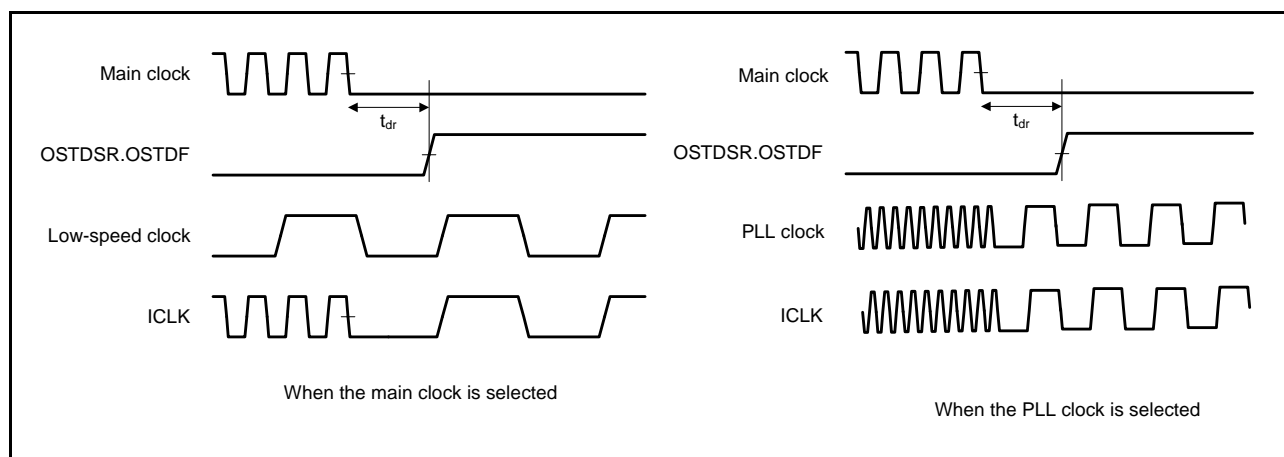 Main clock
tdr
OSTDSR.OSTDF
Low-speed clock
ICLK
When the main clock is selected
Main clock
tdr
OSTDSR.OSTDF
PLL clock
ICLK
When the PLL clock is selected